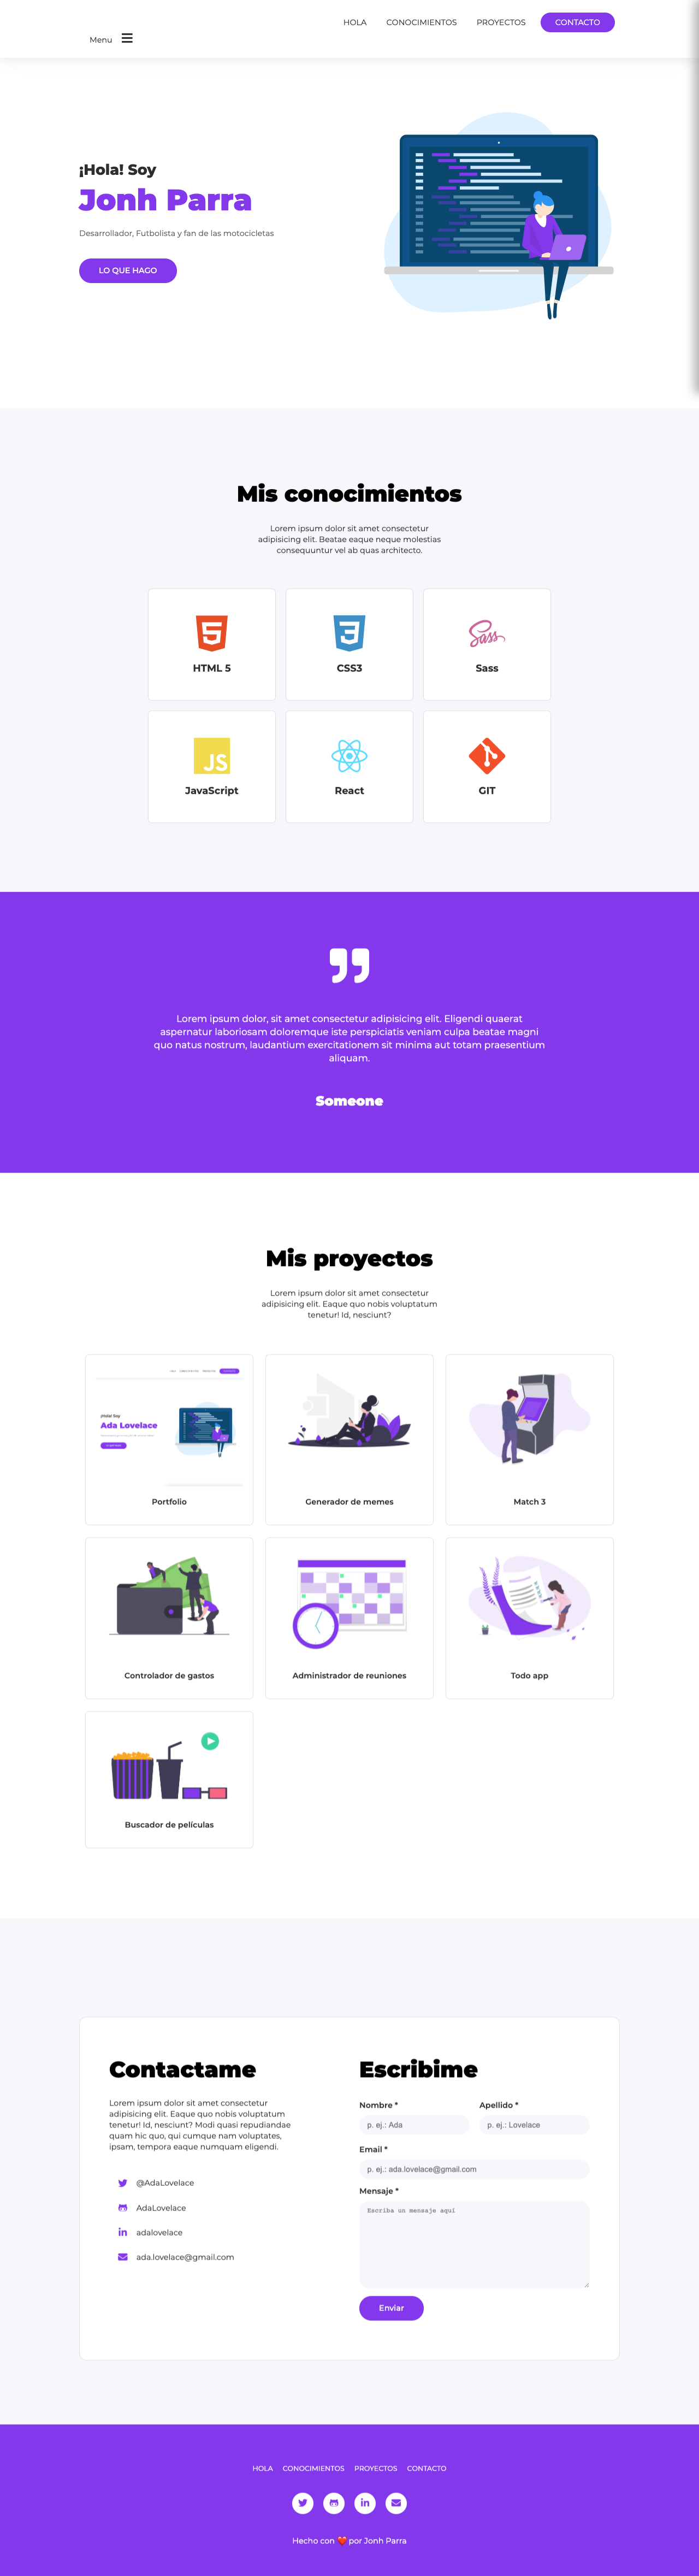 HOLA CONOCIMIENTOS PROYECTOS CONTACTO
Menu
¡Hola! Soy
Jonh Parra
Desarrollador, Futbolista y fan de las motocicletas
LO QUE HAGO
Mis conocimientos
Lorem ipsum dolor sit amet consectetur
adipisicing elit. Beatae eaque neque molestias
consequuntur vel ab quas architecto.
HTML 5
CSS3
Sass
JavaScript
React
GIT
Lorem ipsum dolor, sit amet consectetur adipisicing elit. Eligendi quaerat
aspernatur laboriosam doloremque iste perspiciatis veniam culpa beatae magni
quo natus nostrum, laudantium exercitationem sit minima aut totam praesentium
aliquam.
Someone
Mis proyectos
Lorem ipsum dolor sit amet consectetur
adipisicing elit. Eaque quo nobis voluptatum
tenetur! Id, nesciunt?
¡Hola! Soy
Ada Lovelace
Portfolio
Generador de memes
Match 3
Controlador de gastos
Administrador de reuniones
Todo app
Buscador de películas
Contactame
Lorem ipsum dolor sit amet consectetur
adipisicing elit. Eaque quo nobis voluptatum
tenetur! Id, nesciunt? Modi quasi repudiandae
quam hic quo, qui cumque nam voluptates,
ipsam, tempora eaque numquam eligendi.
@AdaLovelace
AdaLovelace
adalovelace
ada.lovelace@gmail.com
Escribime
Nombre * Apellido *
p. ej.: Ada p. ej.: Lovelace
Email *
p. ej.: ada.lovelace@gmail.com
Mensaje *
Escriba un mensaje aquí
Enviar
HOLA CONOCIMIENTOS PROYECTOS CONTACTO
Hecho con ❤️ por Jonh Parra